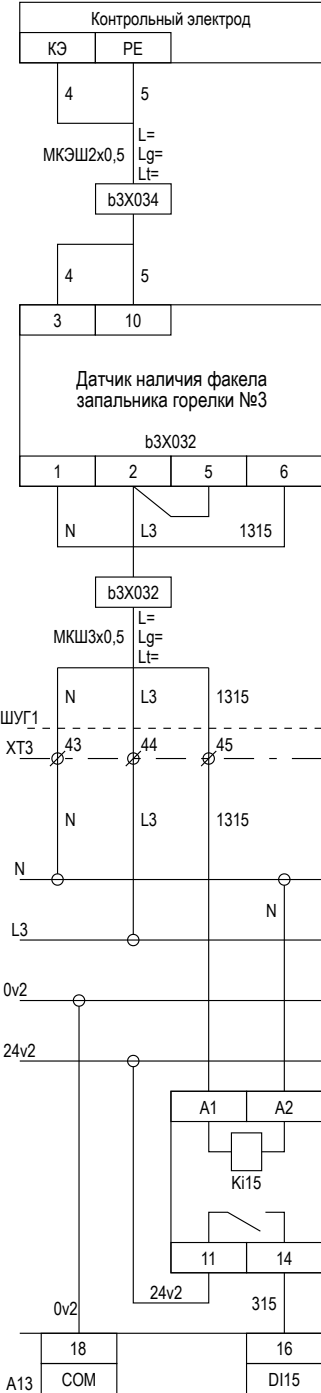 Контрольный электрод
КЭ PE
4 5
L=
МКЭШ2х0,5 Lg=
Lt=
b3X034
4 5
3 10
Датчик наличия факела
запальника горелки №3
b3X032
1 2 5 6
N L3 1315
b3X032
L=
МКШ3х0,5 Lg=
Lt=
N L3 1315
ШУГ1
XT3 43 44 45
N L3 1315
N
N
L3
0v2
24v2
A1 A2
Ki15
11 14
24v2
0v2 315
18 16
A13 COM DI15